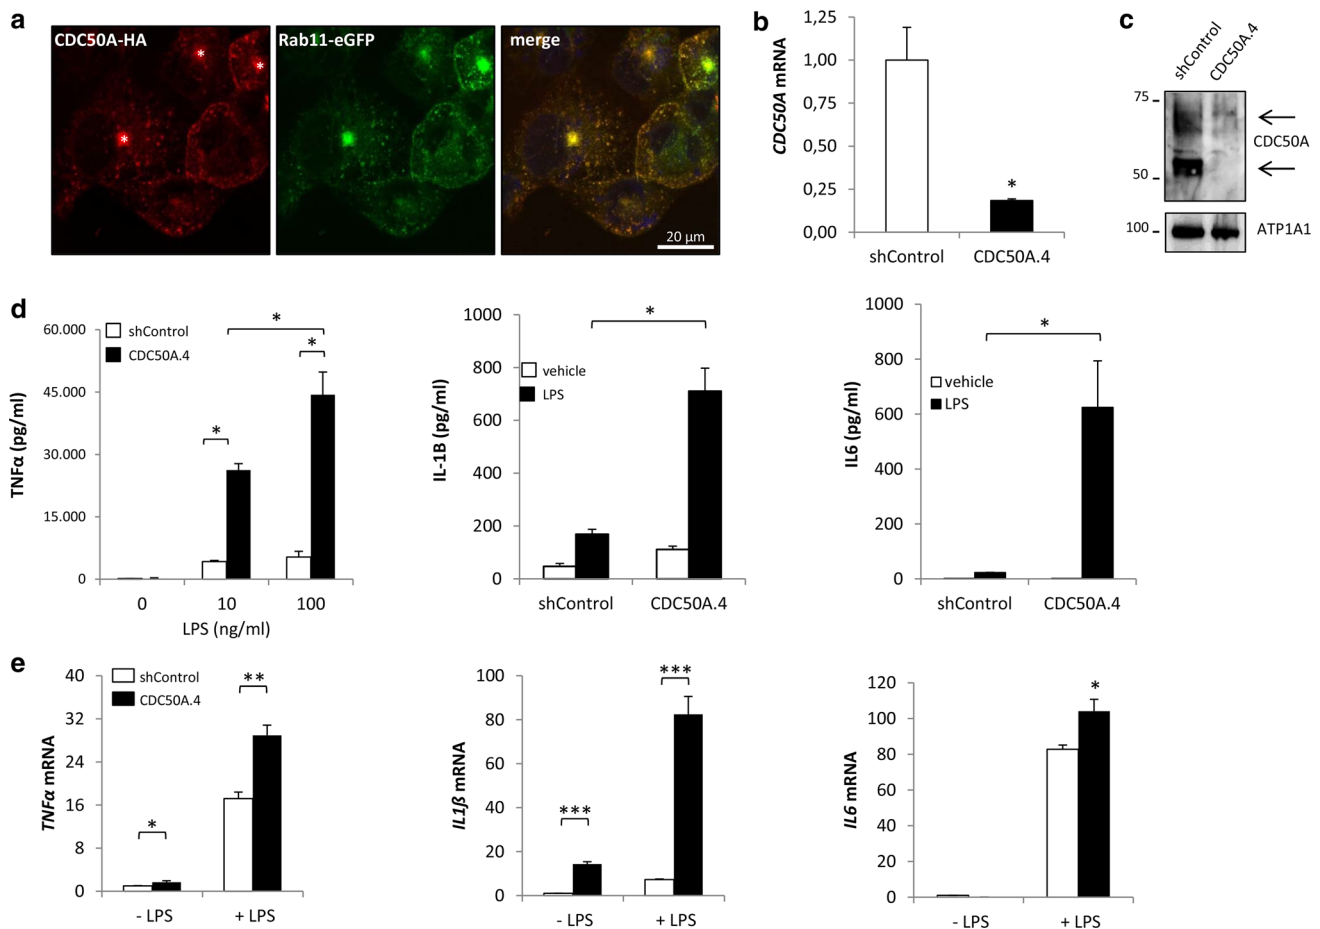 a
CDC50A-HA
Rab11-eGFP
merge
*
*
*
20 µm
b
CDC50A mRNA
1,25
1,00
0,75
0,50
0,25
0,00
*
shControl
CDC50A.4
c
shControl
CDC50A.4
75
50
CDC50A
100
ATP1A1
d
TNFα (pg/ml)
60.000
45.000
30.000
15.000
0
shControl
CDC50A.4
*
*
*
0
10
100
LPS (ng/ml)
IL-1B (pg/ml)
1000
800
600
400
200
0
vehicle
LPS
*
shControl
CDC50A.4
IL6 (pg/ml)
1000
800
600
400
200
0
vehicle
LPS
*
shControl
CDC50A.4
e
TNFα mRNA
40
32
24
16
8
0
shControl
CDC50A.4
*
**
- LPS
+ LPS
IL1ß mRNA
100
80
60
40
20
0
***
***
- LPS
+ LPS
IL6 mRNA
120
100
80
60
40
20
0
*
- LPS
+ LPS